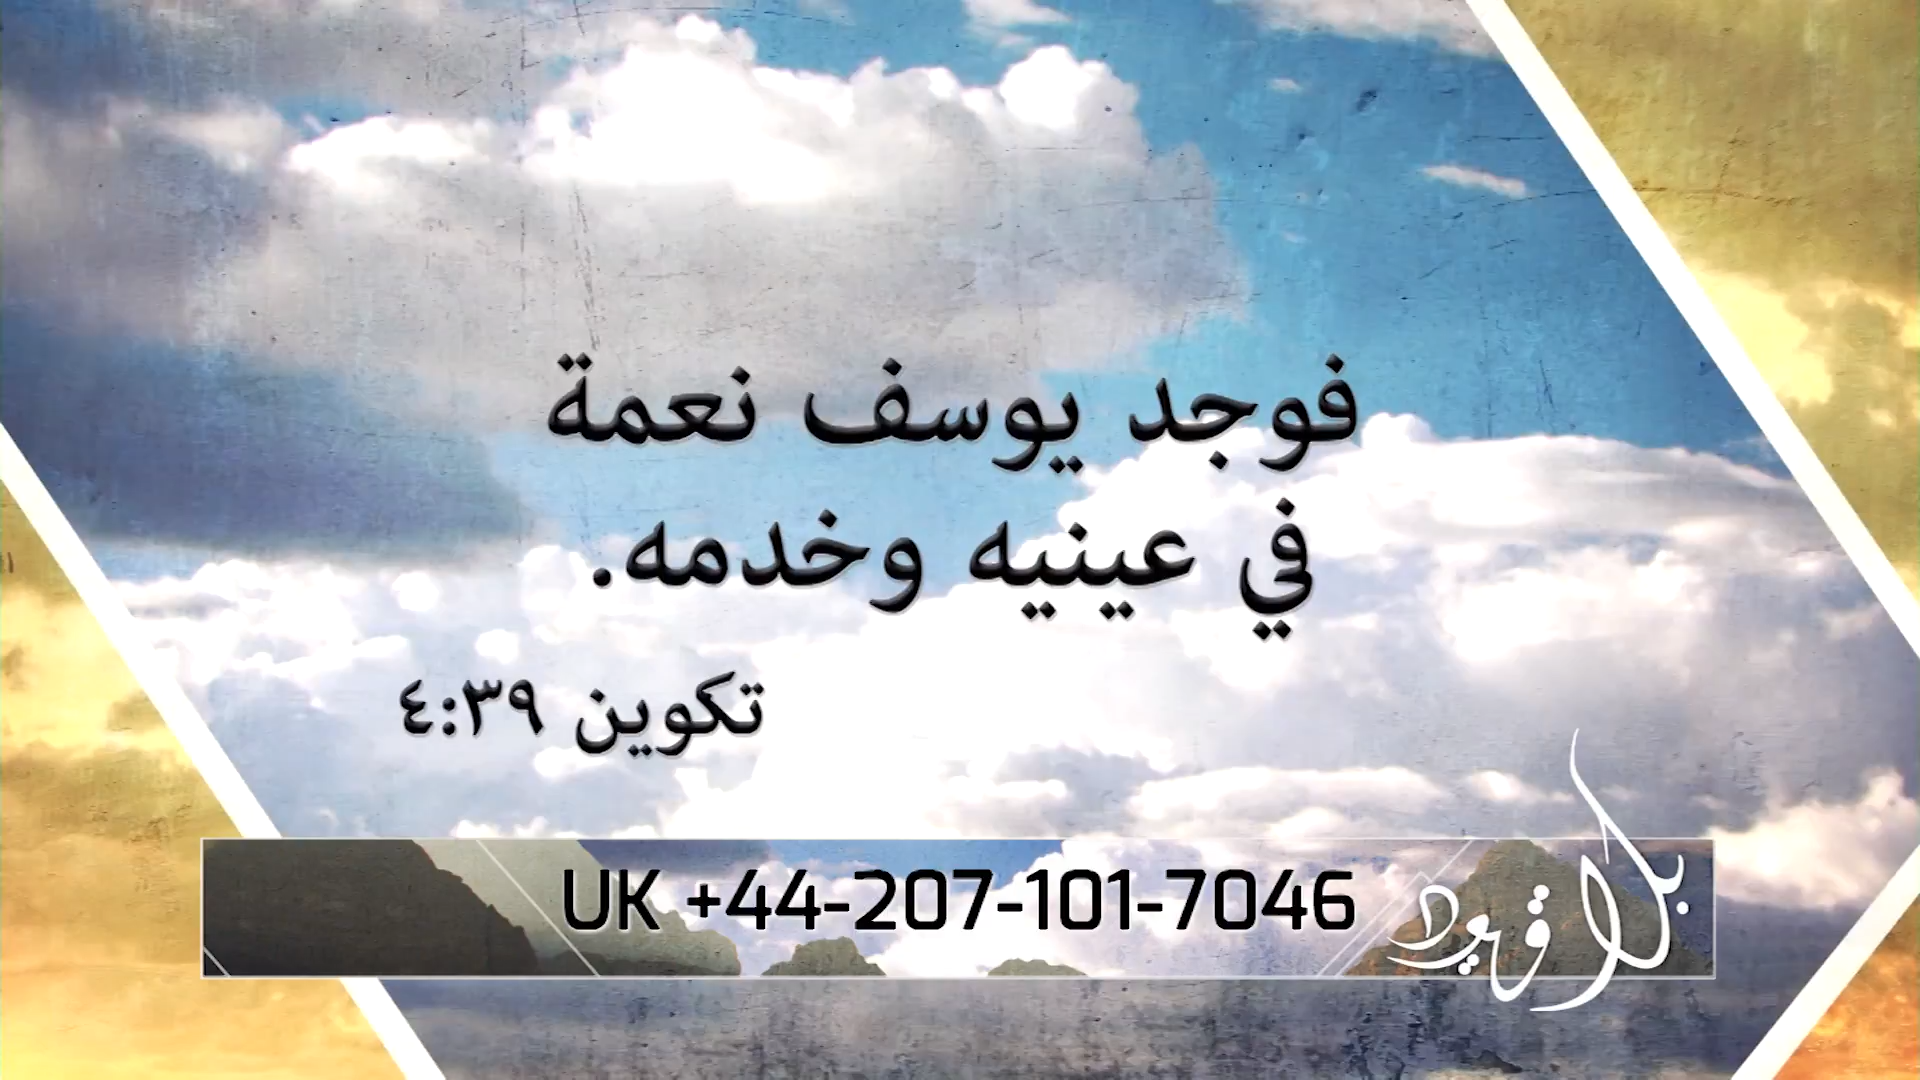 فوجد يوسف نعمة
في عينيه وخدمه.
تكوين ٤:٣٩
UK +44-207-101-7046
بلا قيود